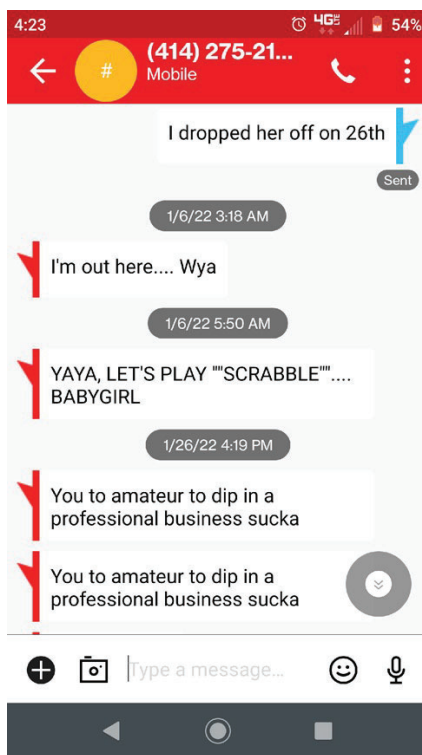 4:23
4GE
54%
#
(414) 275-21...
Mobile
I dropped her off on 26th
Sent
1/6/22 3:18 AM
I'm out here.... Wya
1/6/22 5:50 AM
YAYA, LET'S PLAY ""SCRABBLE""....
BABYGIRL
1/26/22 4:19 PM
You to amateur to dip in a
professional business sucka
You to amateur to dip in a
professional business sucka
Type a message...